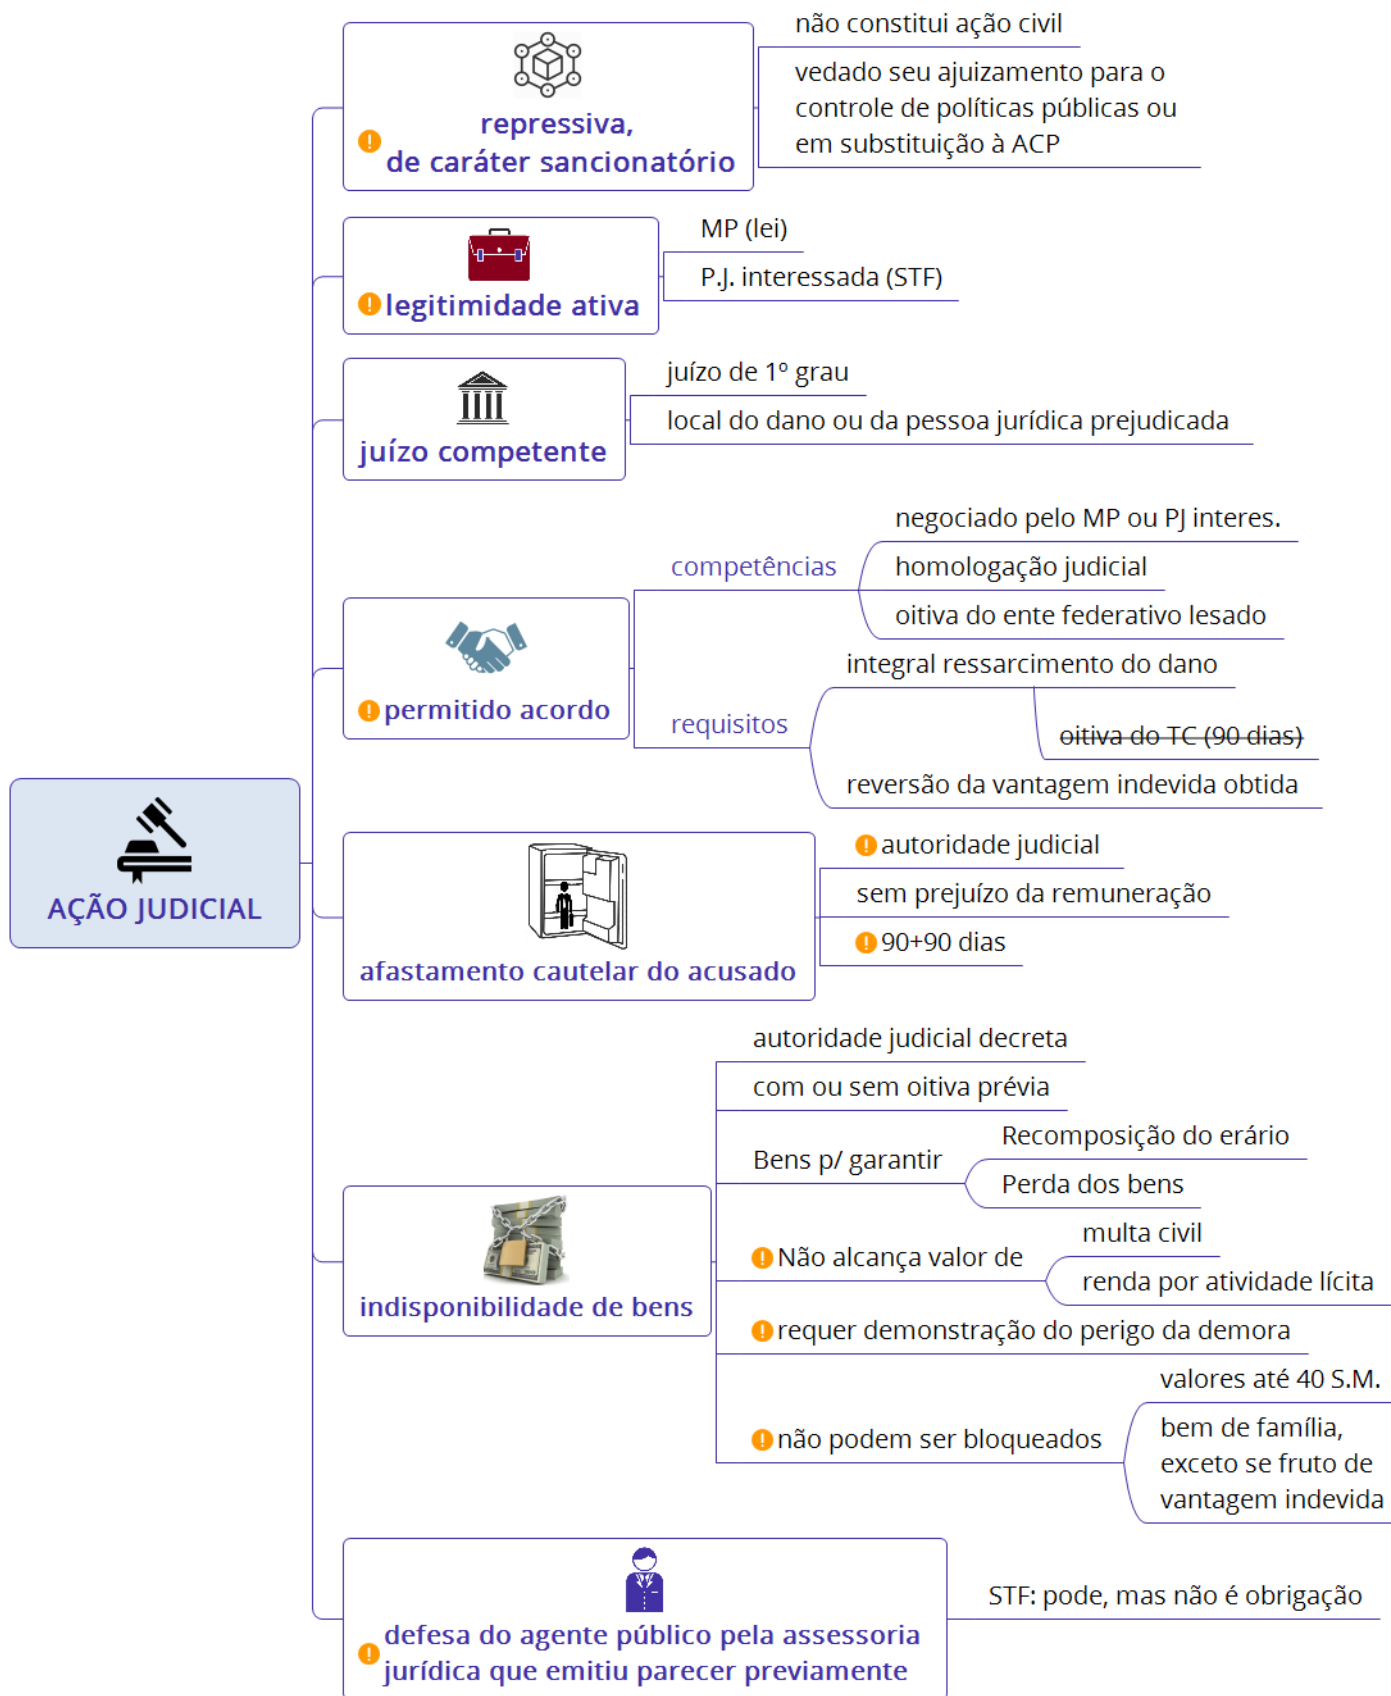 AÇÃO JUDICIAL
repressiva,
de caráter sancionatório
não constitui ação civil
vedado seu ajuizamento para o
controle de políticas públicas ou
em substituição à ACP
legitimidade ativa
MP (lei)
P.J. interessada (STF)
juízo competente
juízo de 1º grau
local do dano ou da pessoa jurídica prejudicada
permitido acordo
competências
negociado pelo MP ou PJ interes.
homologação judicial
oitiva do ente federativo lesado
requisitos
integral ressarcimento do dano
oitiva do TC (90 dias)
reversão da vantagem indevida obtida
afastamento cautelar do acusado
autoridade judicial
sem prejuízo da remuneração
90+90 dias
indisponibilidade de bens
autoridade judicial decreta
com ou sem oitiva prévia
Bens p/ garantir
Recomposição do erário
Perda dos bens
Não alcança valor de
multa civil
renda por atividade lícita
requer demonstração do perigo da demora
não podem ser bloqueados
valores até 40 S.M.
bem de família,
exceto se fruto de
vantagem indevida
defesa do agente público pela assessoria
jurídica que emitiu parecer previamente
STF: pode, mas não é obrigação